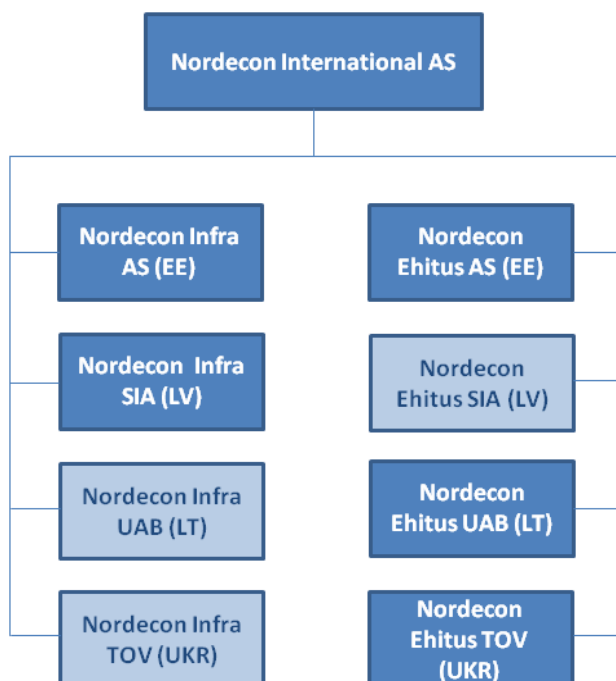 Nordecon International AS
Nordecon Infra
AS (EE)
Nordecon
Ehitus AS (EE)
Nordecon Infra
SIA (LV)
Nordecon
Ehitus SIA (LV)
Nordecon Infra
UAB (LT)
Nordecon
Ehitus UAB (LT)
Nordecon Infra
TOV (UKR)
Nordecon
Ehitus TOV
(UKR)